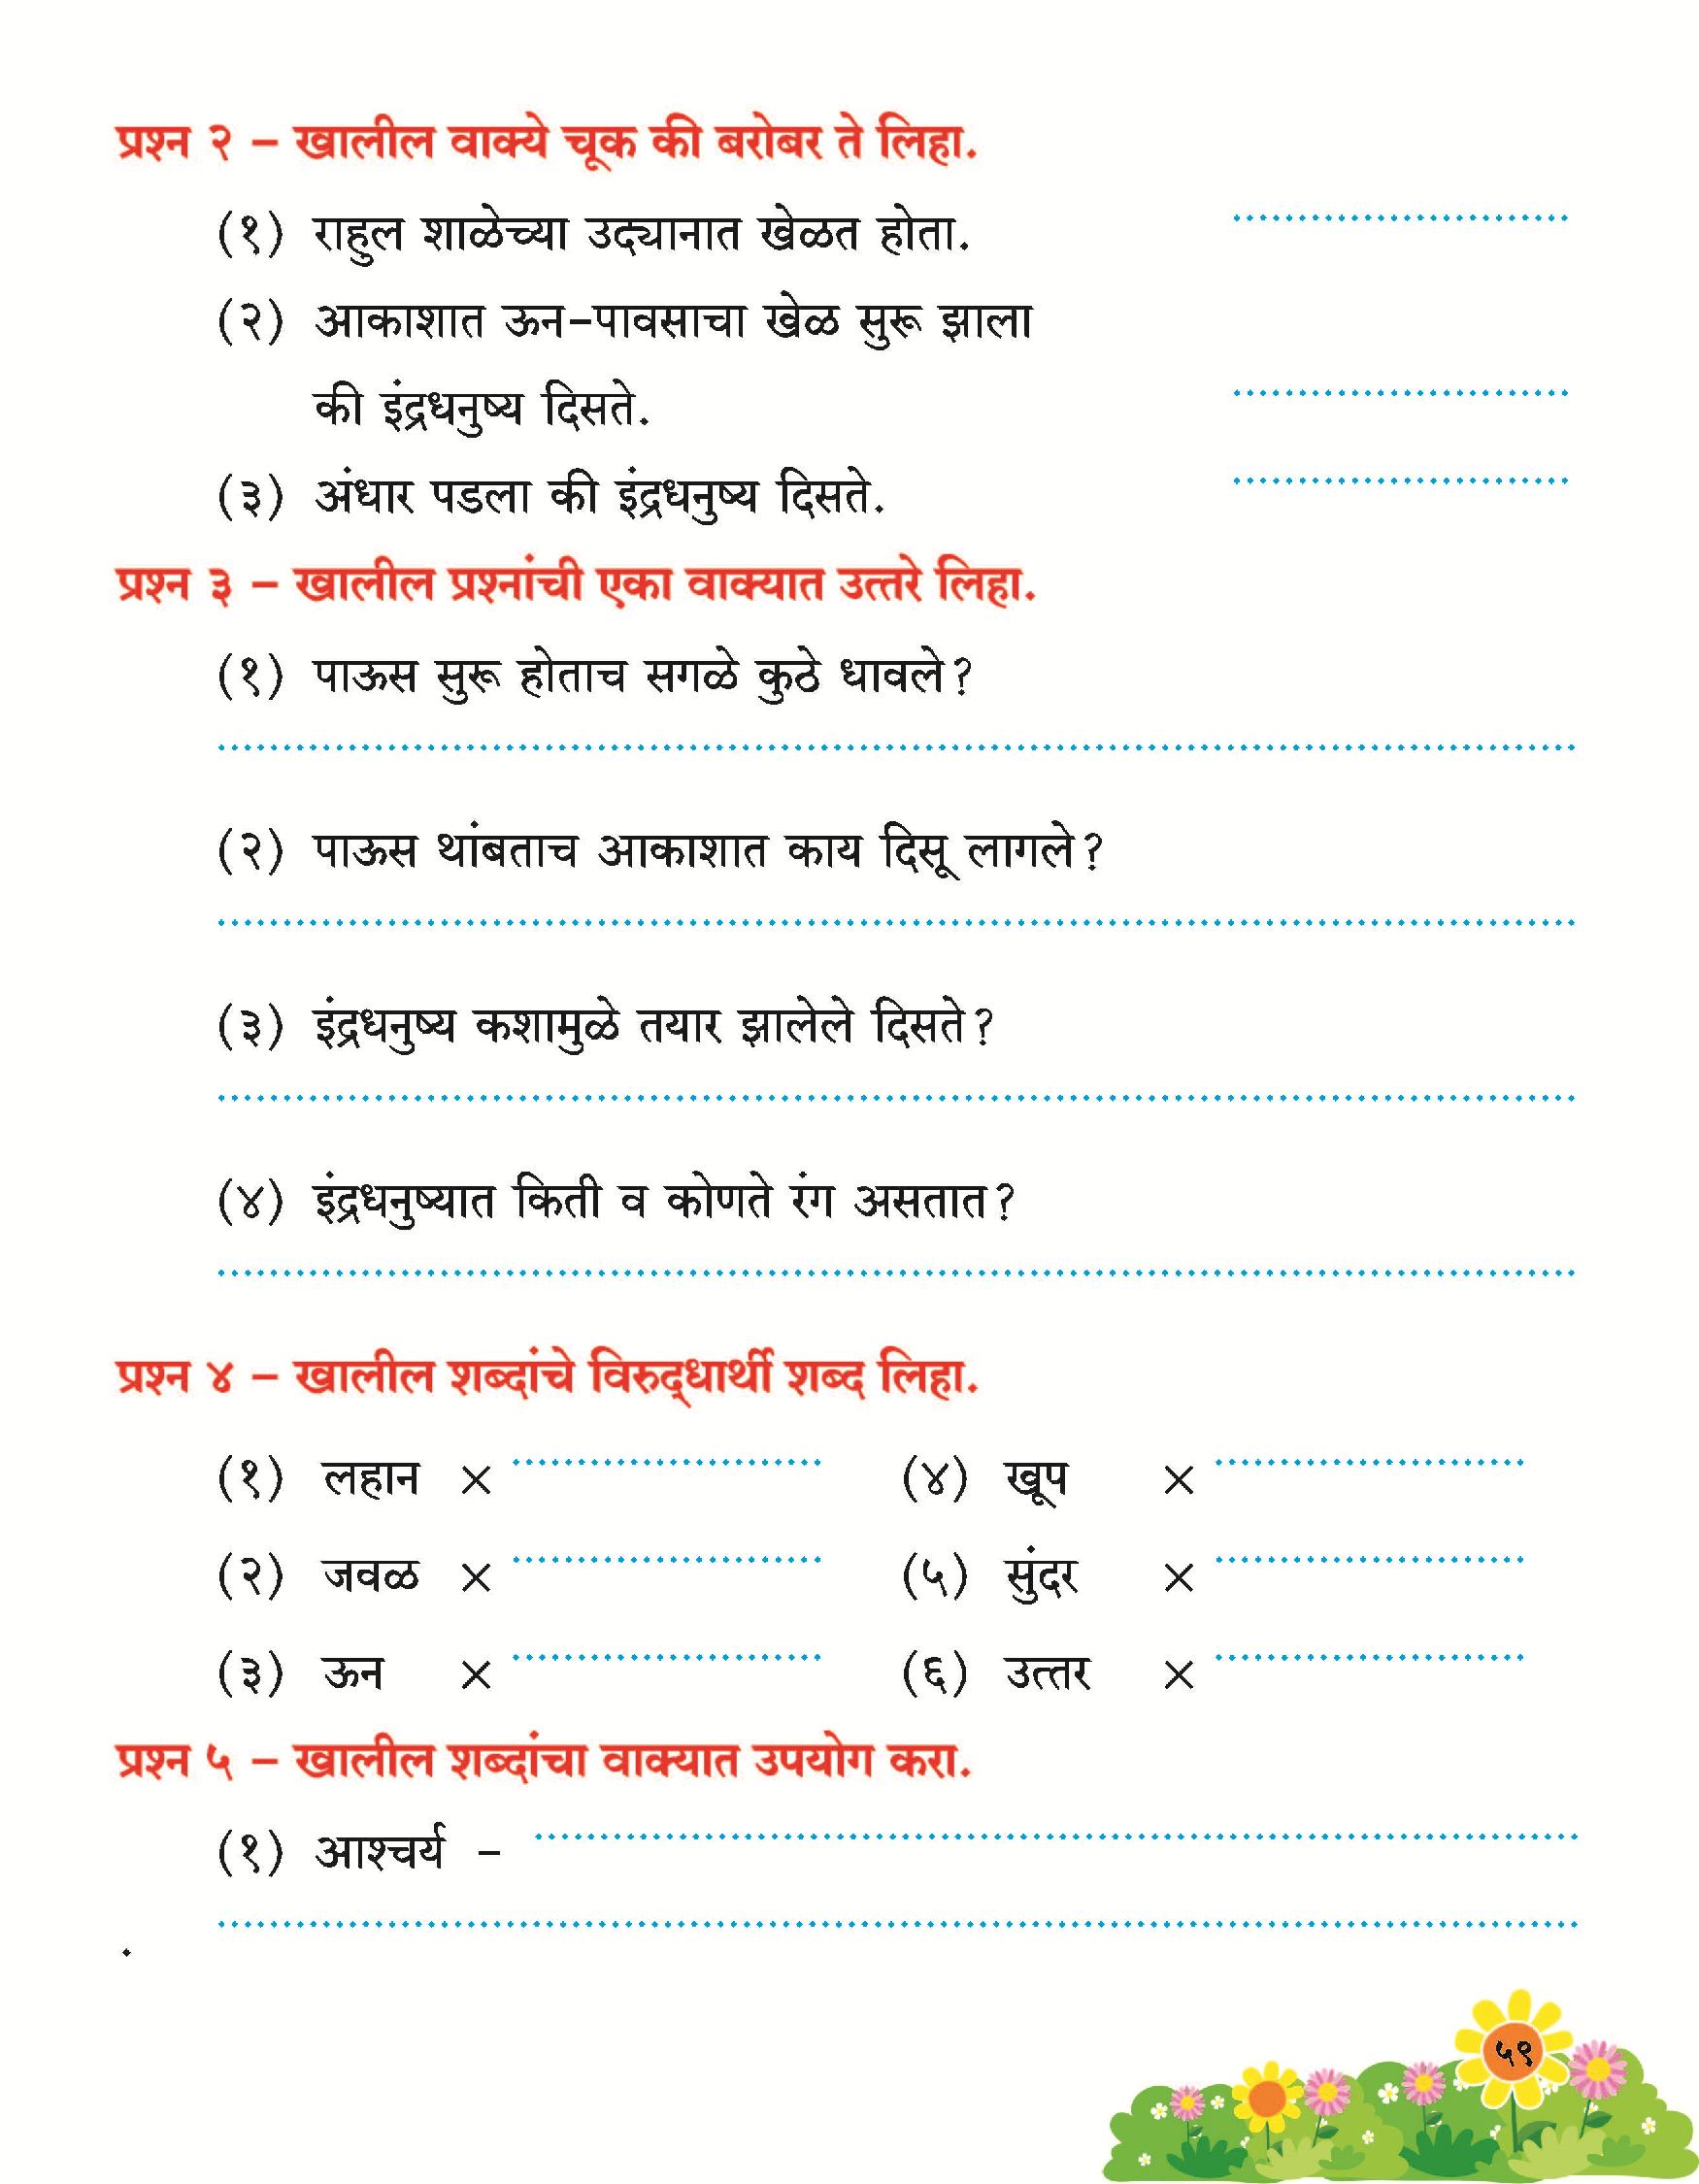 प्रश्न २ – खालील वाक्ये चूक की बरोबर ते लिहा.
(१) राहुल शाळेच्या उद्यानात खेळत होता.
(२) आकाशात ऊन-पावसाचा खेळ सुरू झाला
की इंद्रधनुष्य दिसते.
(३) अंधार पडला की इंद्रधनुष्य दिसते.
प्रश्न ३ – खालील प्रश्नांची एका वाक्यात उत्तरे लिहा.
(१) पाऊस सुरू होताच सगळे कुठे धावले?
(२) पाऊस थांबताच आकाशात काय दिसू लागले?
(३) इंद्रधनुष्य कशामुळे तयार झालेले दिसते?
(४) इंद्रधनुष्यात किती व कोणते रंग असतात?
प्रश्न ४ – खालील शब्दांचे विरुद्धार्थी शब्द लिहा.
(१) लहान × (४) खूप ×
(२) जवळ × (५) सुंदर ×
(३) ऊन × (६) उत्तर ×
प्रश्न ५ – खालील शब्दांचा वाक्यात उपयोग करा.
(१) आश्चर्य -
५९